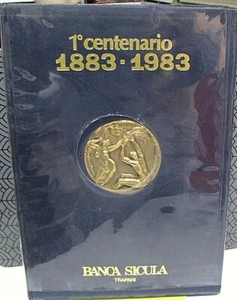 1° centenario
1883·1983
BANCA SICULA
TRAPANI